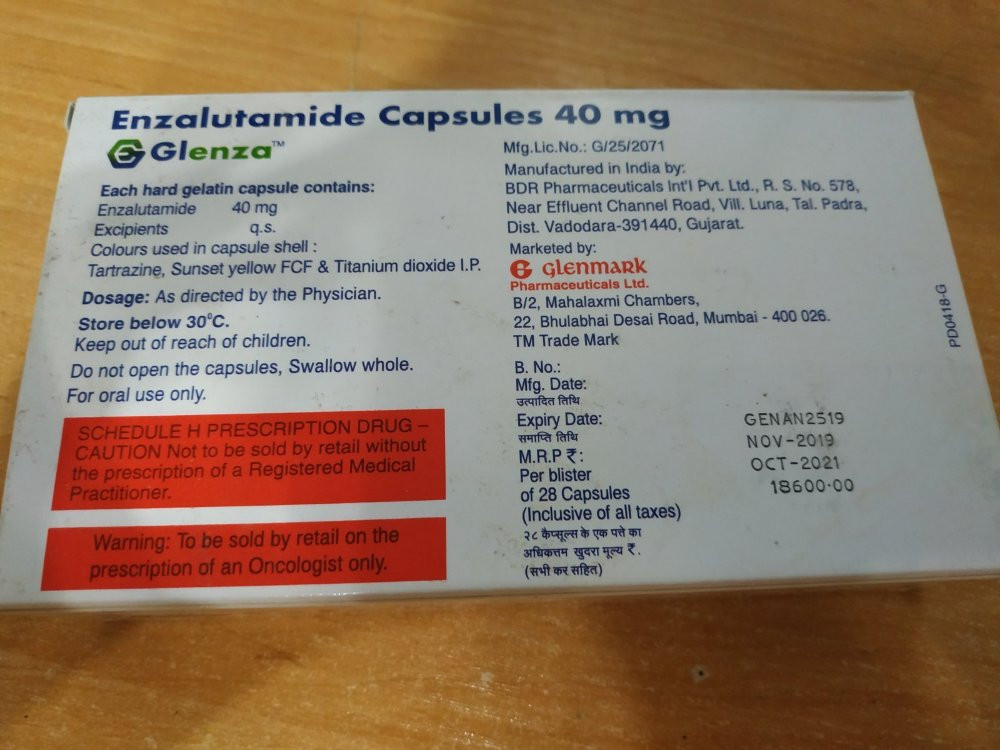 Enzalutamide Capsules 40 mg
Glenza™
Each hard gelatin capsule contains:
Enzalutamide 40 mg
Excipients q.s.
Colours used in capsule shell :
Tartrazine, Sunset yellow FCF & Titanium dioxide I.P.
Dosage: As directed by the Physician.
Store below 30°C.
Keep out of reach of children.
Do not open the capsules, Swallow whole.
For oral use only.
SCHEDULE H PRESCRIPTION DRUG –
CAUTION Not to be sold by retail without
the prescription of a Registered Medical
Practitioner.
Warning: To be sold by retail on the
prescription of an Oncologist only.
Mfg.Lic.No.: G/25/2071
Manufactured in India by:
BDR Pharmaceuticals Int'l Pvt. Ltd., R. S. No. 578,
Near Effluent Channel Road, Vill. Luna, Tal. Padra,
Dist. Vadodara-391440, Gujarat.
Marketed by:
glenmark
Pharmaceuticals Ltd.
B/2, Mahalaxmi Chambers,
22, Bhulabhai Desai Road, Mumbai - 400 026.
TM Trade Mark
B. No.:
Mfg. Date:
उत्पादित तिथि
Expiry Date:
समाप्ति तिथि
M.R.P ₹:
Per blister
of 28 Capsules
(Inclusive of all taxes)
२८ कैप्सूल्स के एक पत्ते का
अधिकतम खुदरा मूल्य ₹.
(सभी कर सहित)
GENAN2519
NOV-2019
OCT-2021
18600.00
PD0418-G